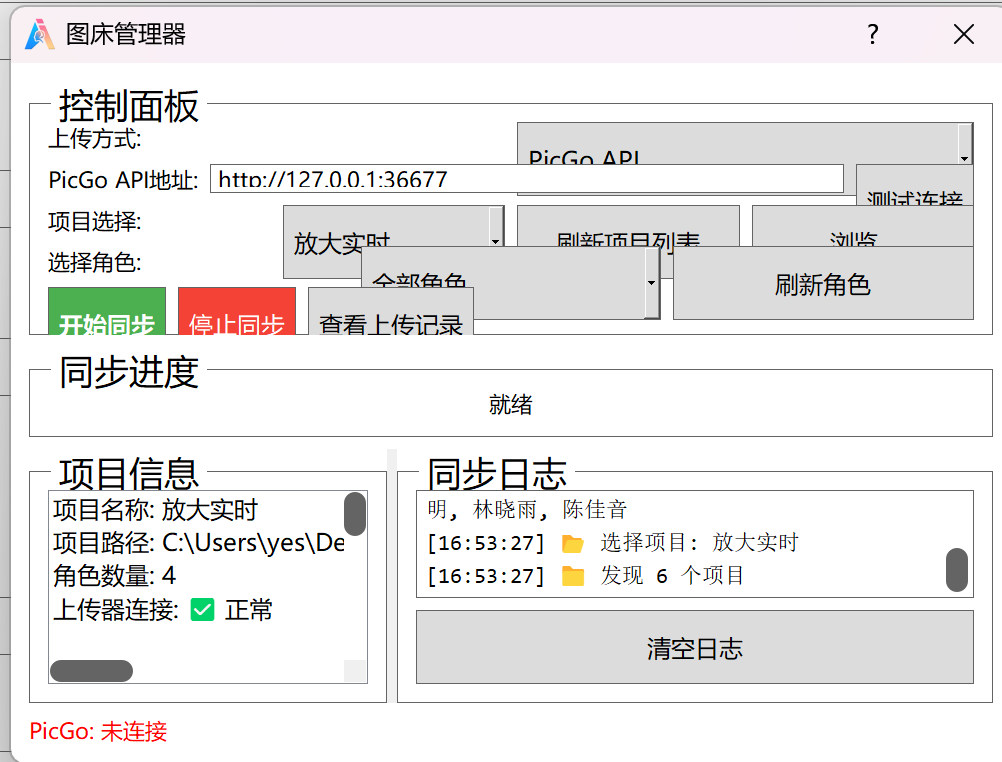 图床管理器
?
控制面板
上传方式:
PicGo API
PicGo API地址: http://127.0.0.1:36677
测试连接
项目选择: 放大实时 刷新项目列表 浏览
选择角色: 全部角色 刷新角色
开始同步 停止同步 查看上传记录
同步进度
就绪
项目信息
项目名称: 放大实时
项目路径: C:\Users\yes\De
角色数量: 4
上传器连接: ✅ 正常
同步日志
明, 林晓雨, 陈佳音
[16:53:27] 📂 选择项目: 放大实时
[16:53:27] 📁 发现 6 个项目
清空日志
PicGo: 未连接